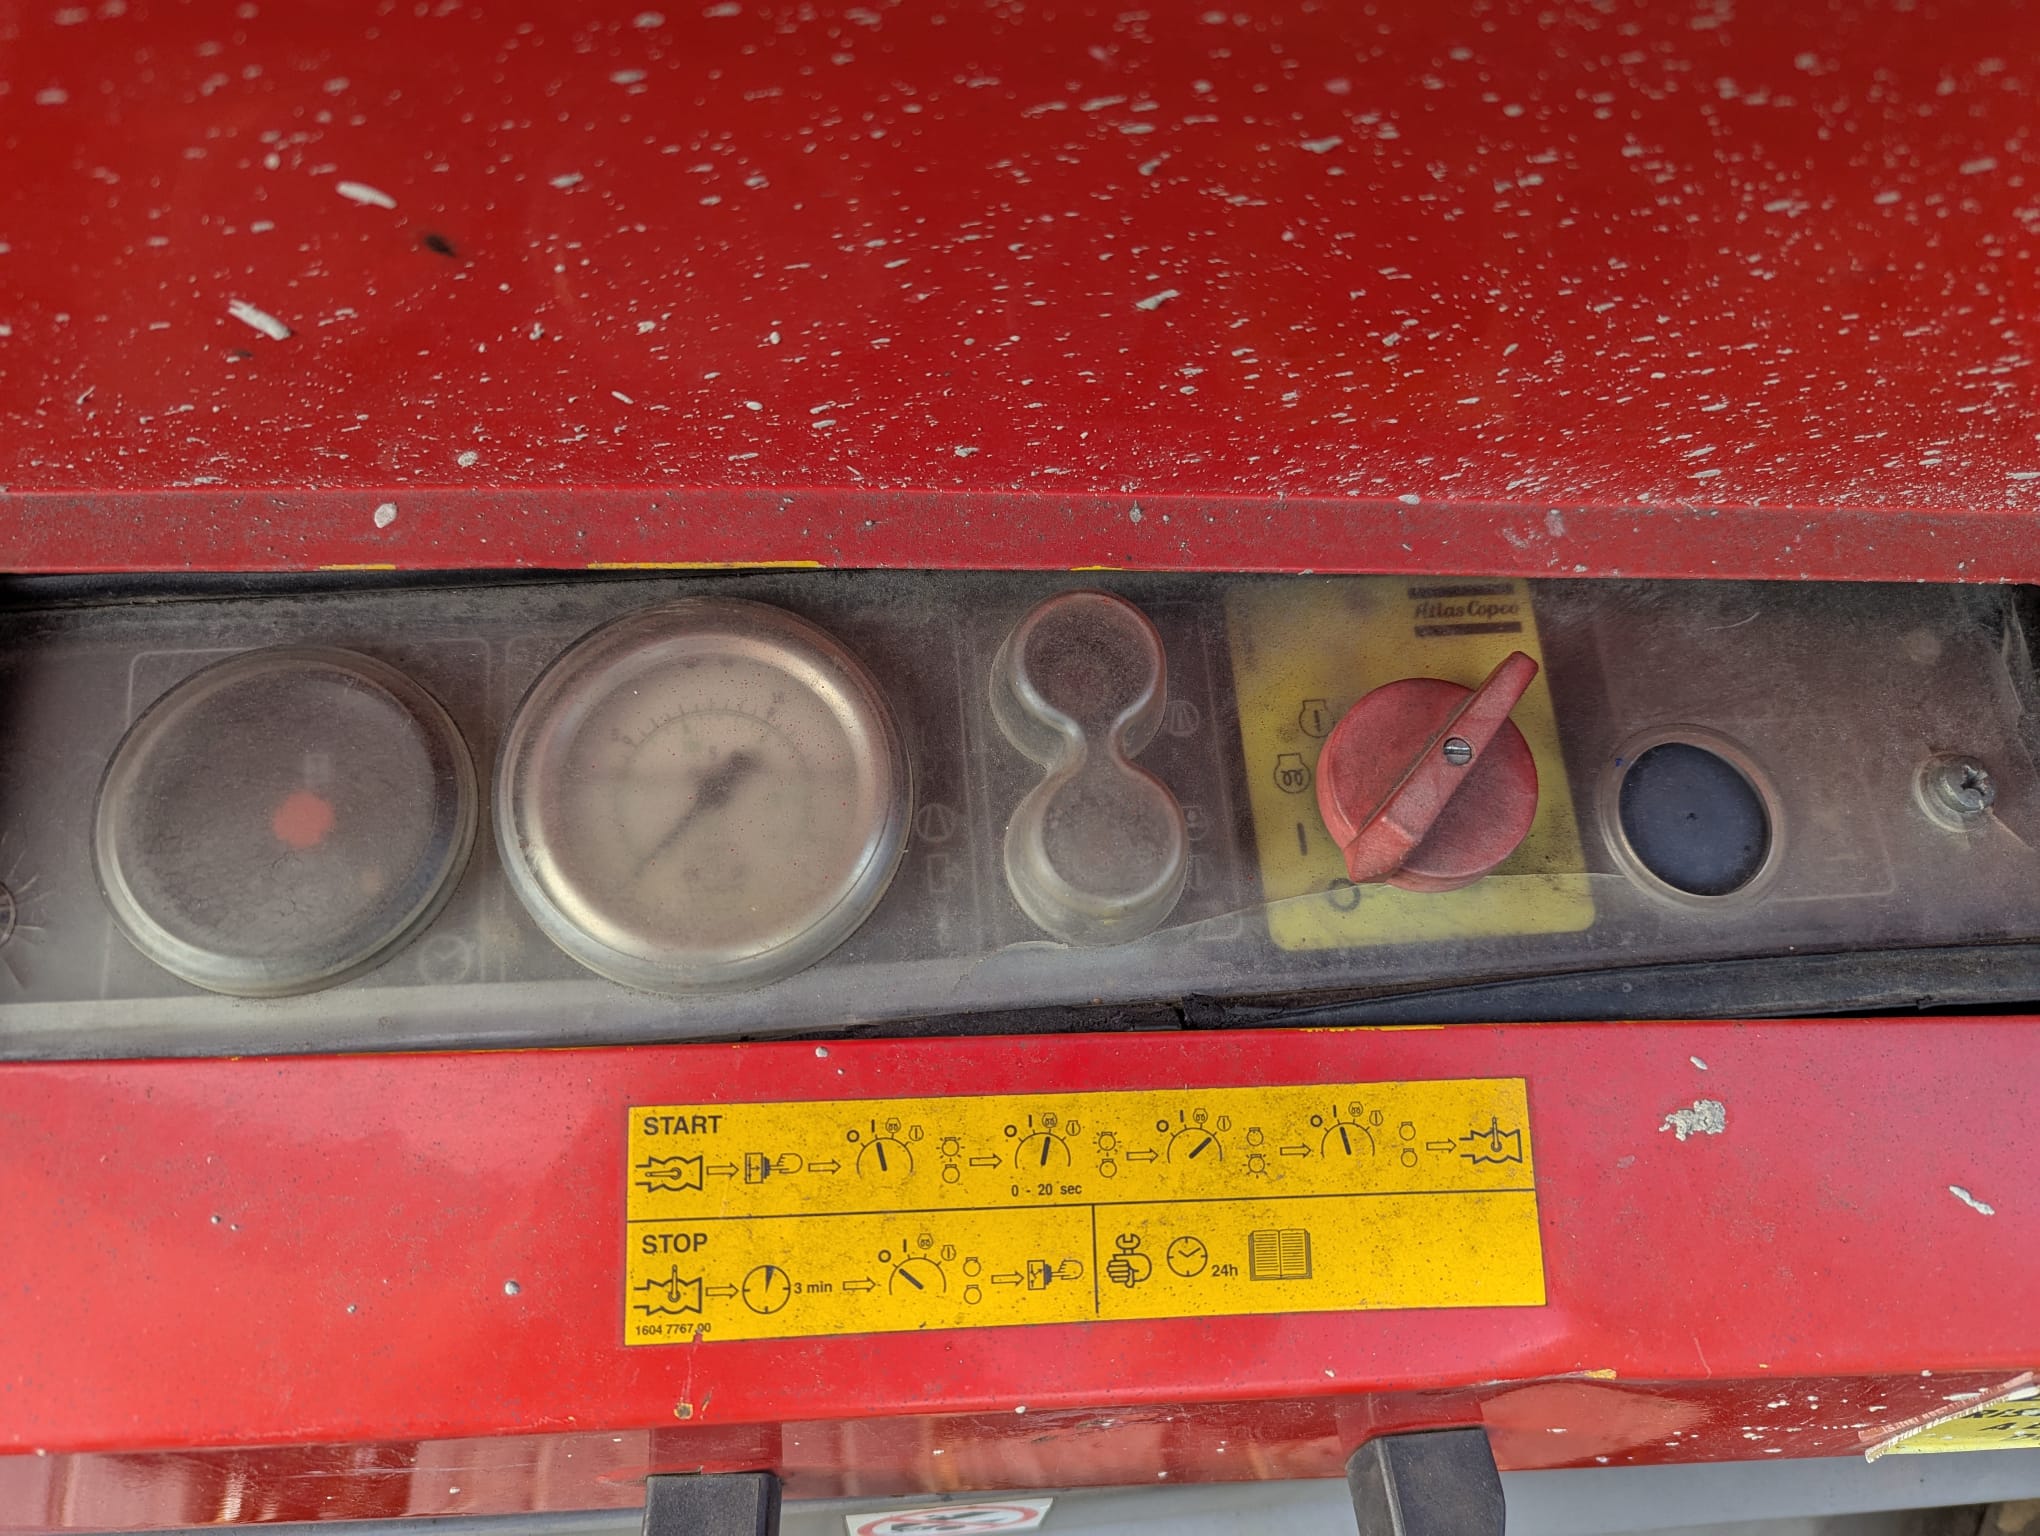 Atlas Copco
START
0 - 20 sec
STOP
3 min
24h
1604 7767 00